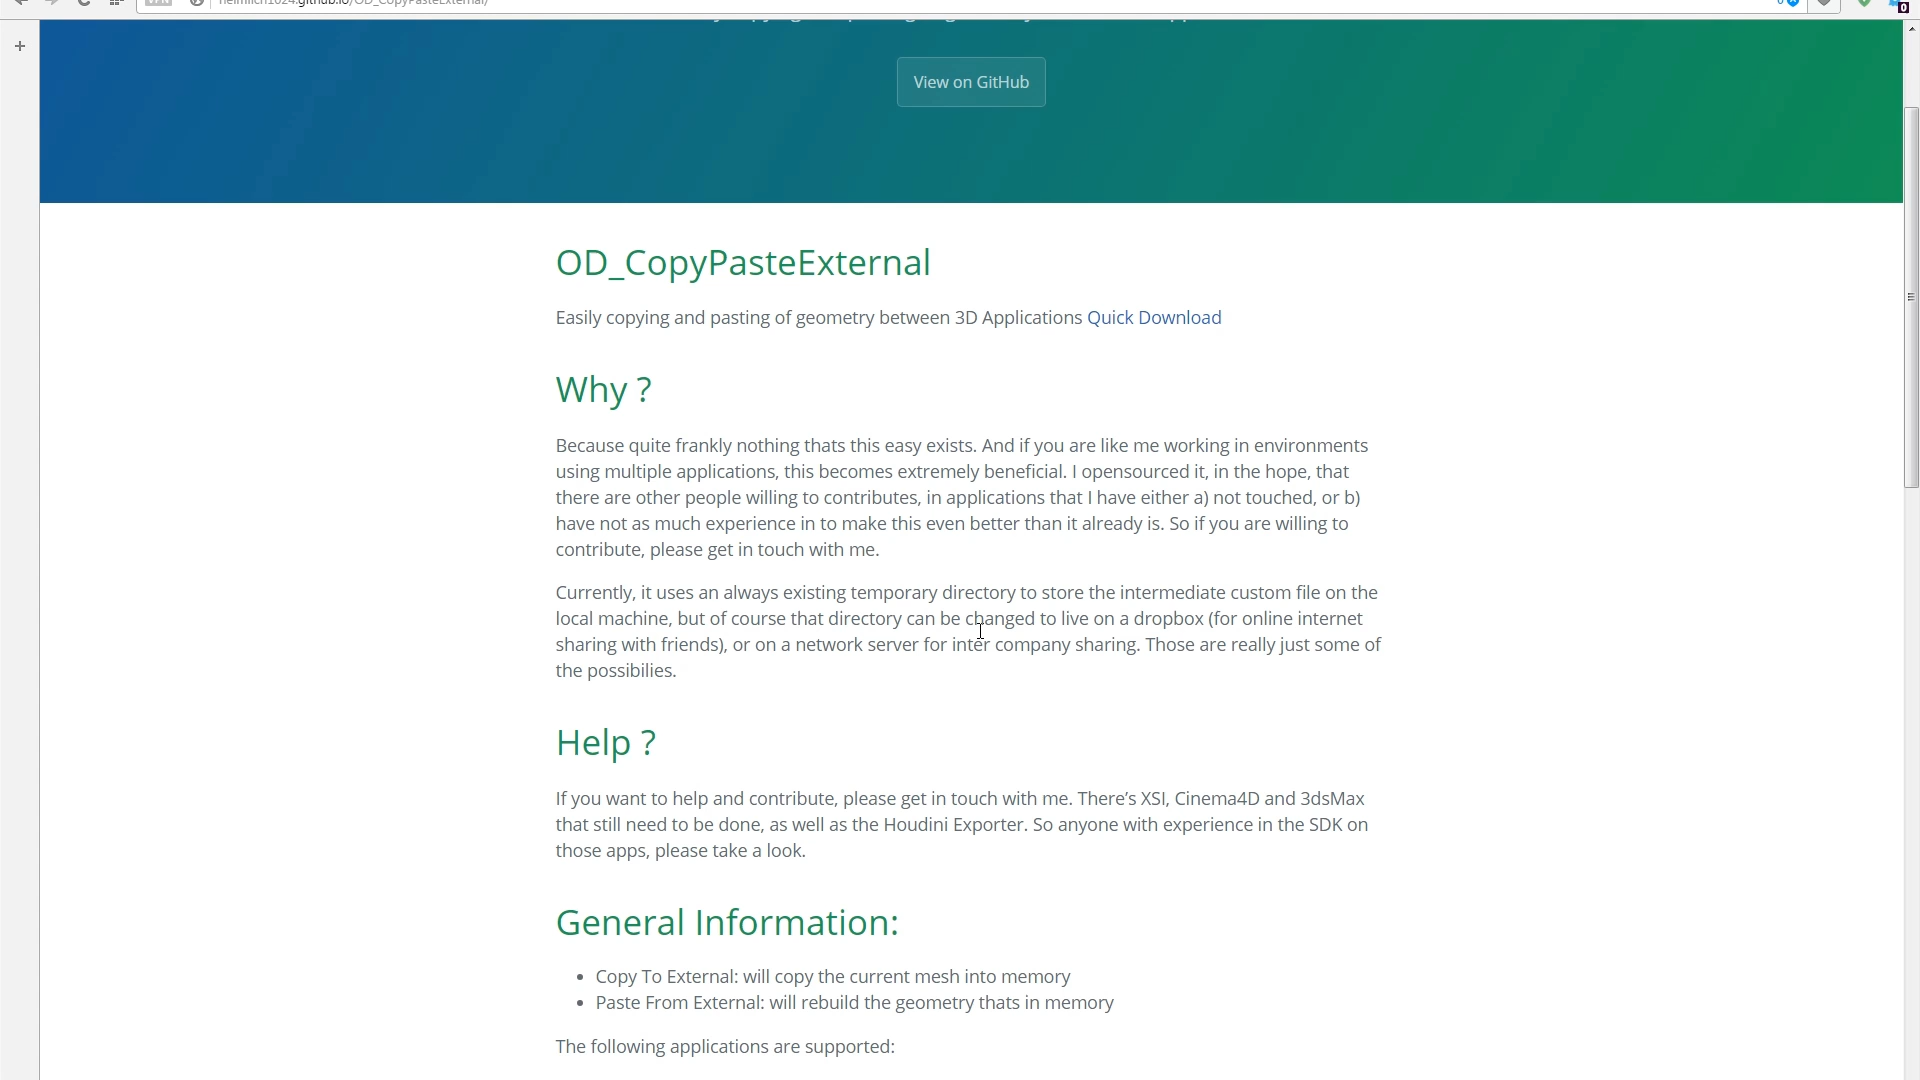 View on GitHub
OD_CopyPasteExternal
Easily copying and pasting of geometry between 3D Applications Quick Download
Why ?
Because quite frankly nothing thats this easy exists. And if you are like me working in environments
using multiple applications, this becomes extremely beneficial. I opensourced it, in the hope, that
there are other people willing to contributes, in applications that I have either a) not touched, or b)
have not as much experience in to make this even better than it already is. So if you are willing to
contribute, please get in touch with me.
Currently, it uses an always existing temporary directory to store the intermediate custom file on the
local machine, but of course that directory can be changed to live on a dropbox (for online internet
sharing with friends), or on a network server for inter company sharing. Those are really just some of
the possibilies.
Help ?
If you want to help and contribute, please get in touch with me. There’s XSI, Cinema4D and 3dsMax
that still need to be done, as well as the Houdini Exporter. So anyone with experience in the SDK on
those apps, please take a look.
General Information:
• Copy To External: will copy the current mesh into memory
• Paste From External: will rebuild the geometry thats in memory
The following applications are supported: